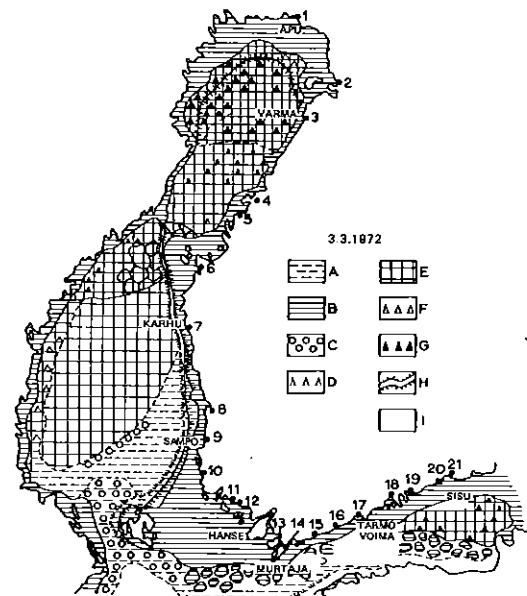 1
APU
2
VARMA
3
4
5
3.3.1972
6
A
E
B
F
KARHU
7
C
G
D
H
I
8
SAMPO
9
10
11
12
18
19
20
21
SISU
17
13
14
15
16
TARMO
VOIMA
HANSE
MURTAJA